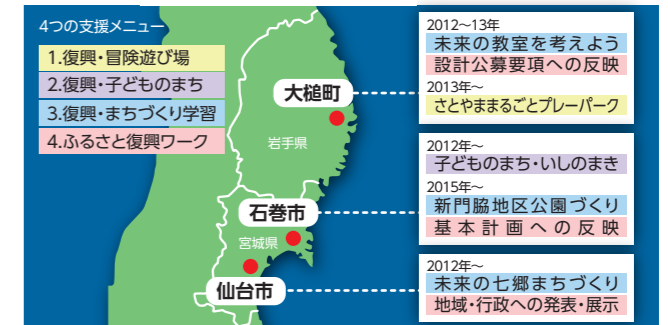 4つの支援メニュー
1.復興・冒険遊び場
2.復興・子どものまち
3.復興・まちづくり学習
4.ふるさと復興ワーク
大槌町
岩手県
石巻市
宮城県
仙台市
2012〜13年
未来の教室を考えよう
設計公募要項への反映
2013年〜
さとやままるごとプレーパーク
2012年〜
子どものまち・いしのまき
2015年〜
新門脇地区公園づくり
基本計画への反映
2012年〜
未来の七郷まちづくり
地域・行政への発表・展示